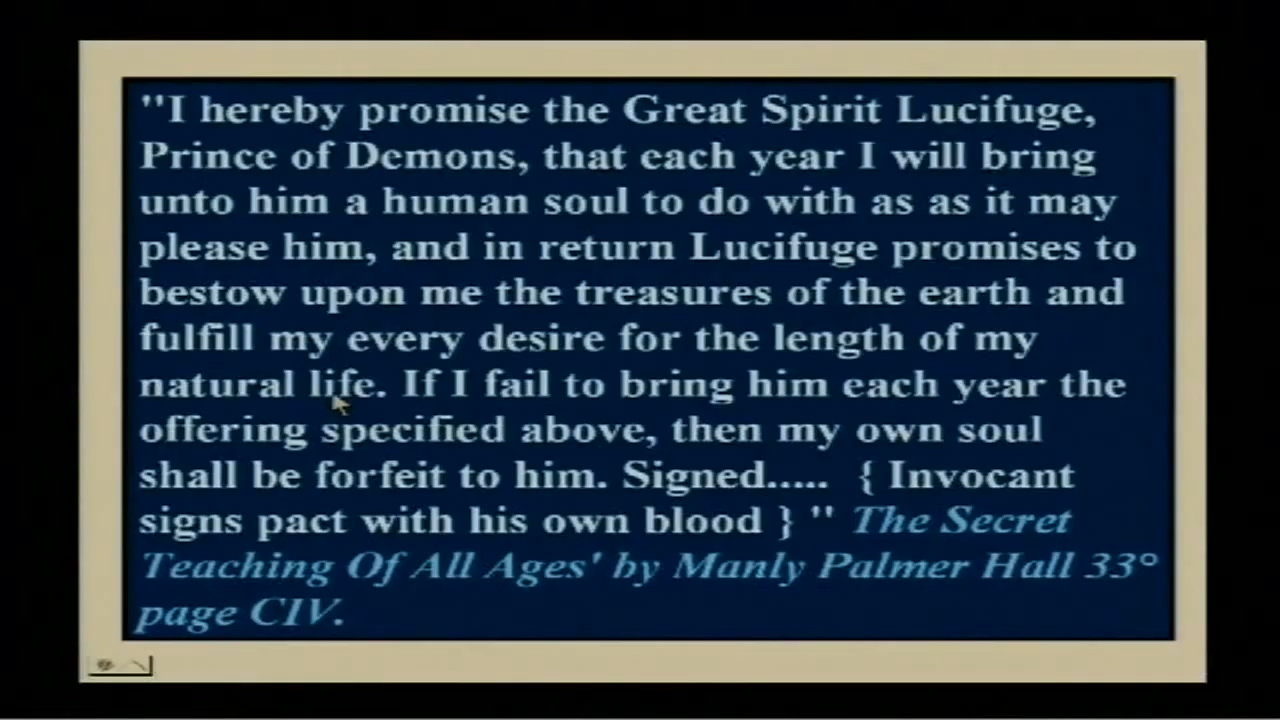 "I hereby promise the Great Spirit Lucifuge,
Prince of Demons, that each year I will bring
unto him a human soul to do with as as it may
please him, and in return Lucifuge promises to
bestow upon me the treasures of the earth and
fulfill my every desire for the length of my
natural life. If I fail to bring him each year the
offering specified above, then my own soul
shall be forfeit to him. Signed..... { Invocant
signs pact with his own blood } " The Secret
Teaching Of All Ages' by Manly Palmer Hall 33°
page CIV.